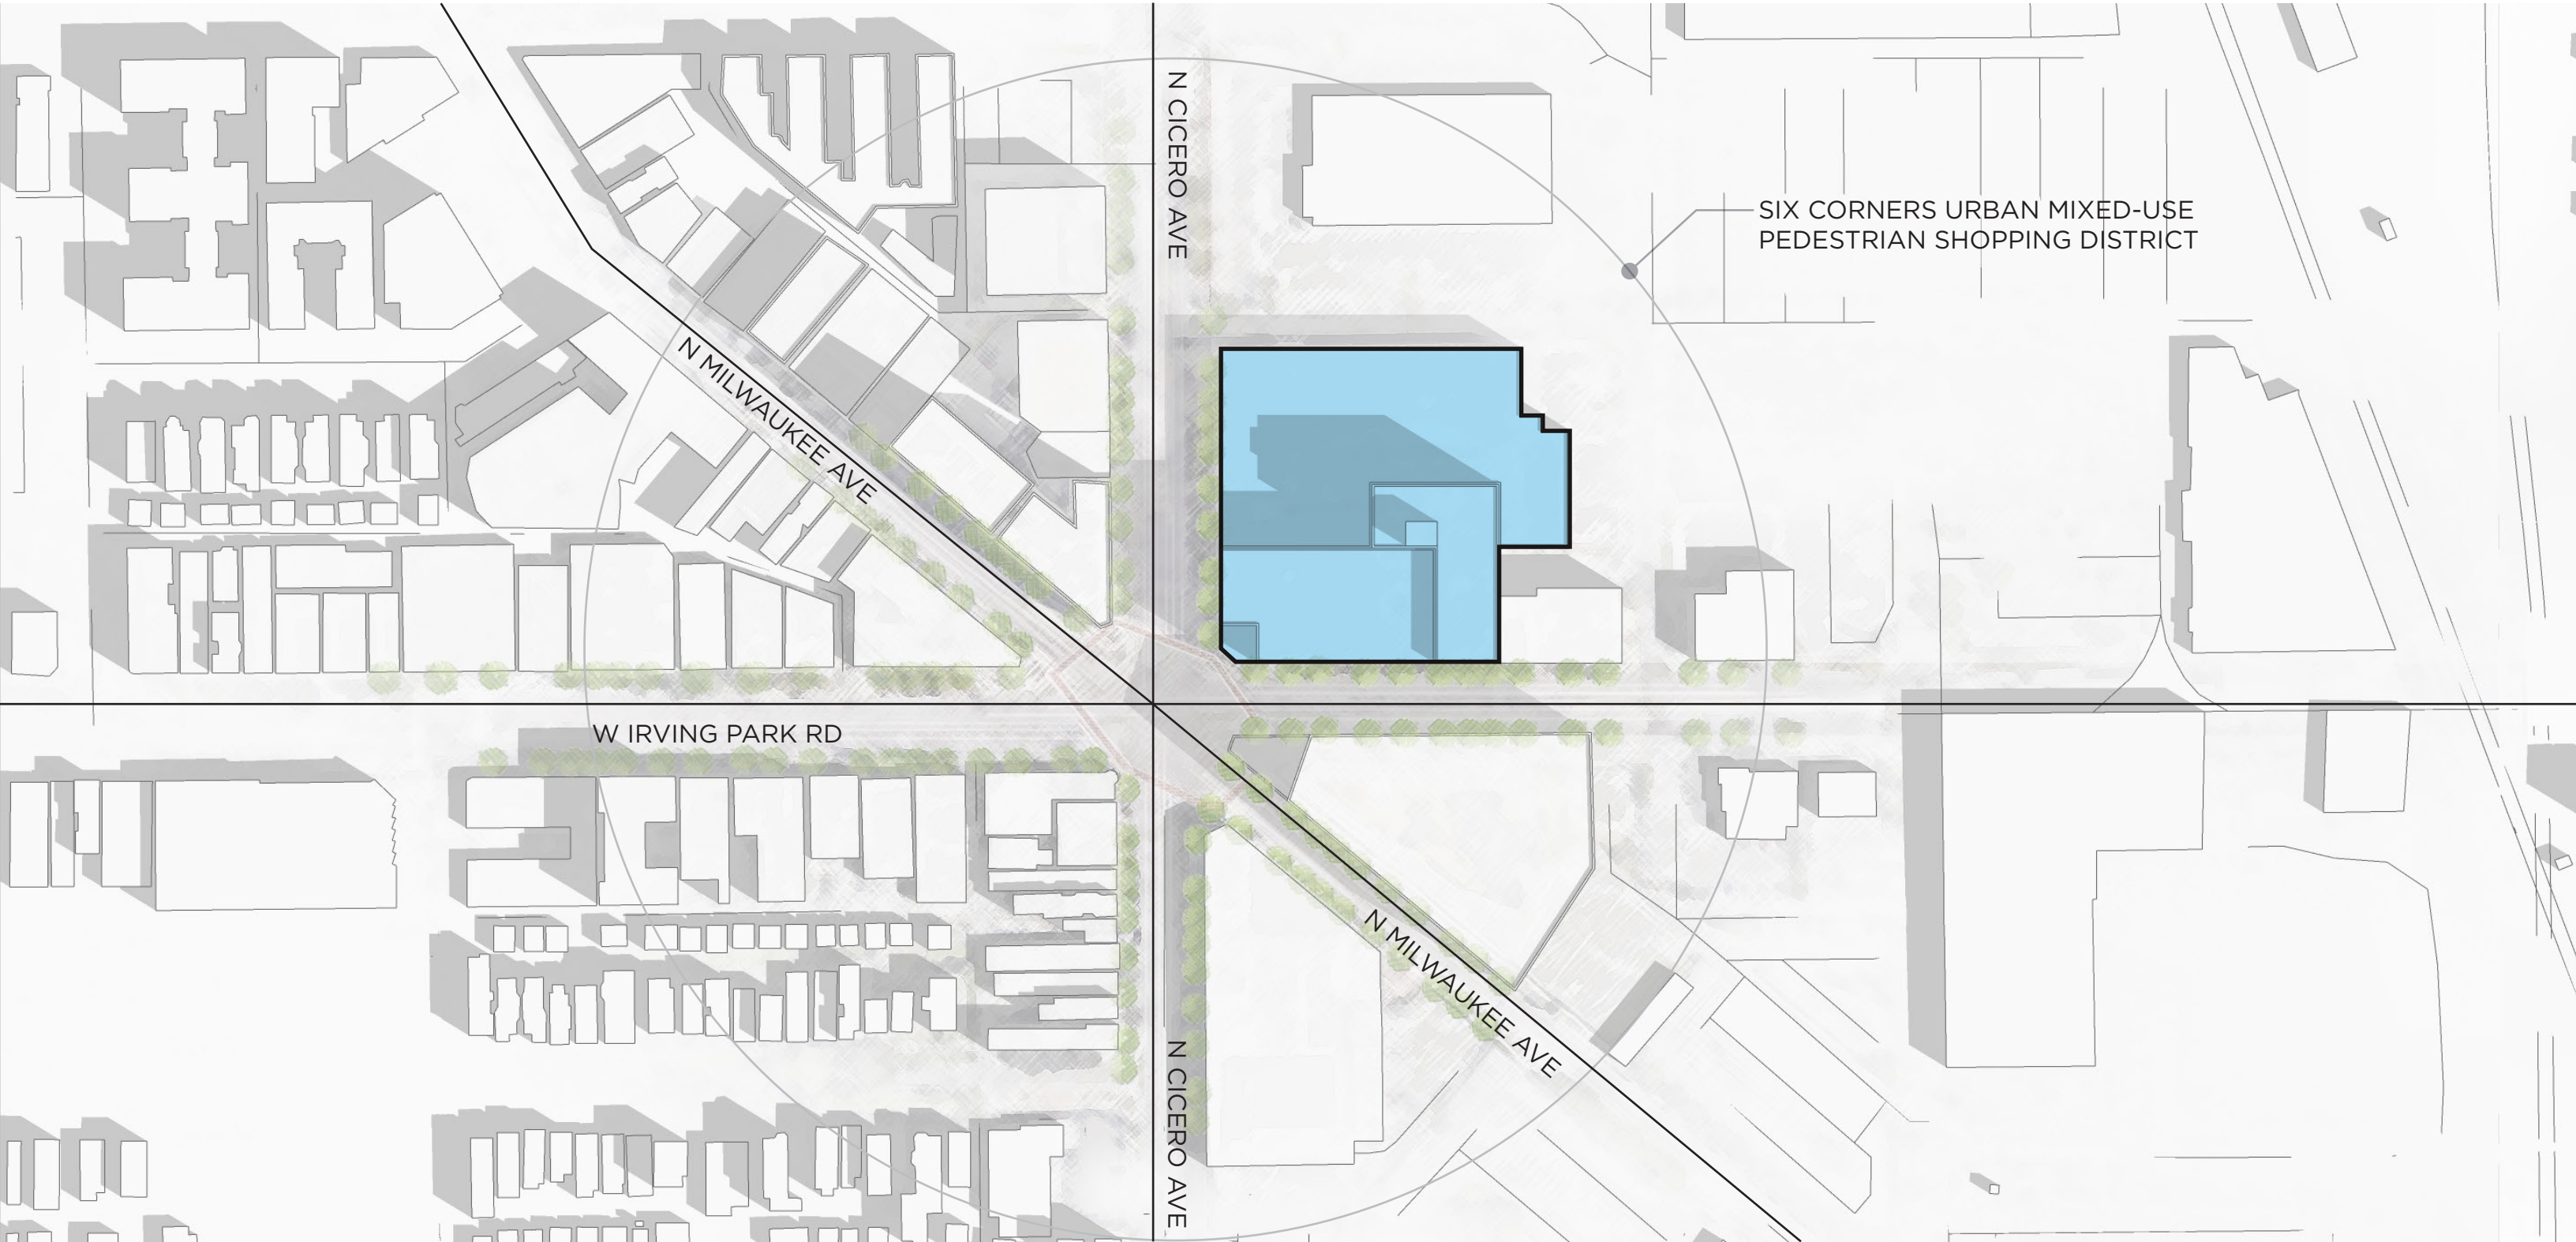 N CICERO AVE
SIX CORNERS URBAN MIXED-USE
PEDESTRIAN SHOPPING DISTRICT
N MILWAUKEE AVE
W IRVING PARK RD
N MILWAUKEE AVE
N CICERO AVE